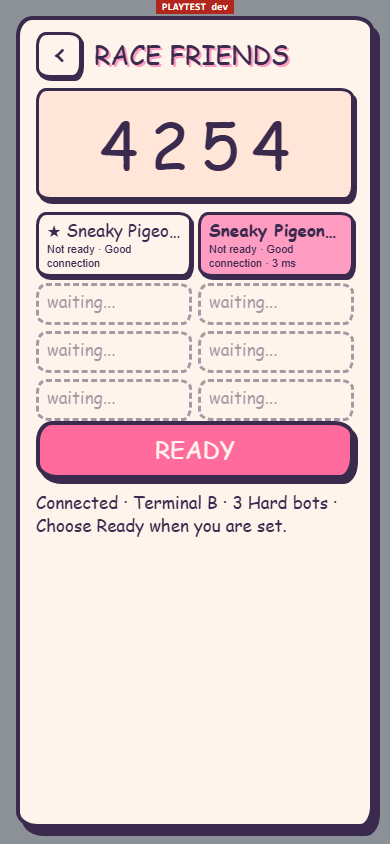 PLAYTEST dev
RACE FRIENDS
4254
★ Sneaky Pigeo...
Not ready · Good
connection
Sneaky Pigeon...
Not ready · Good
connection · 3 ms
waiting...
waiting...
waiting...
waiting...
waiting...
waiting...
READY
Connected · Terminal B · 3 Hard bots ·
Choose Ready when you are set.